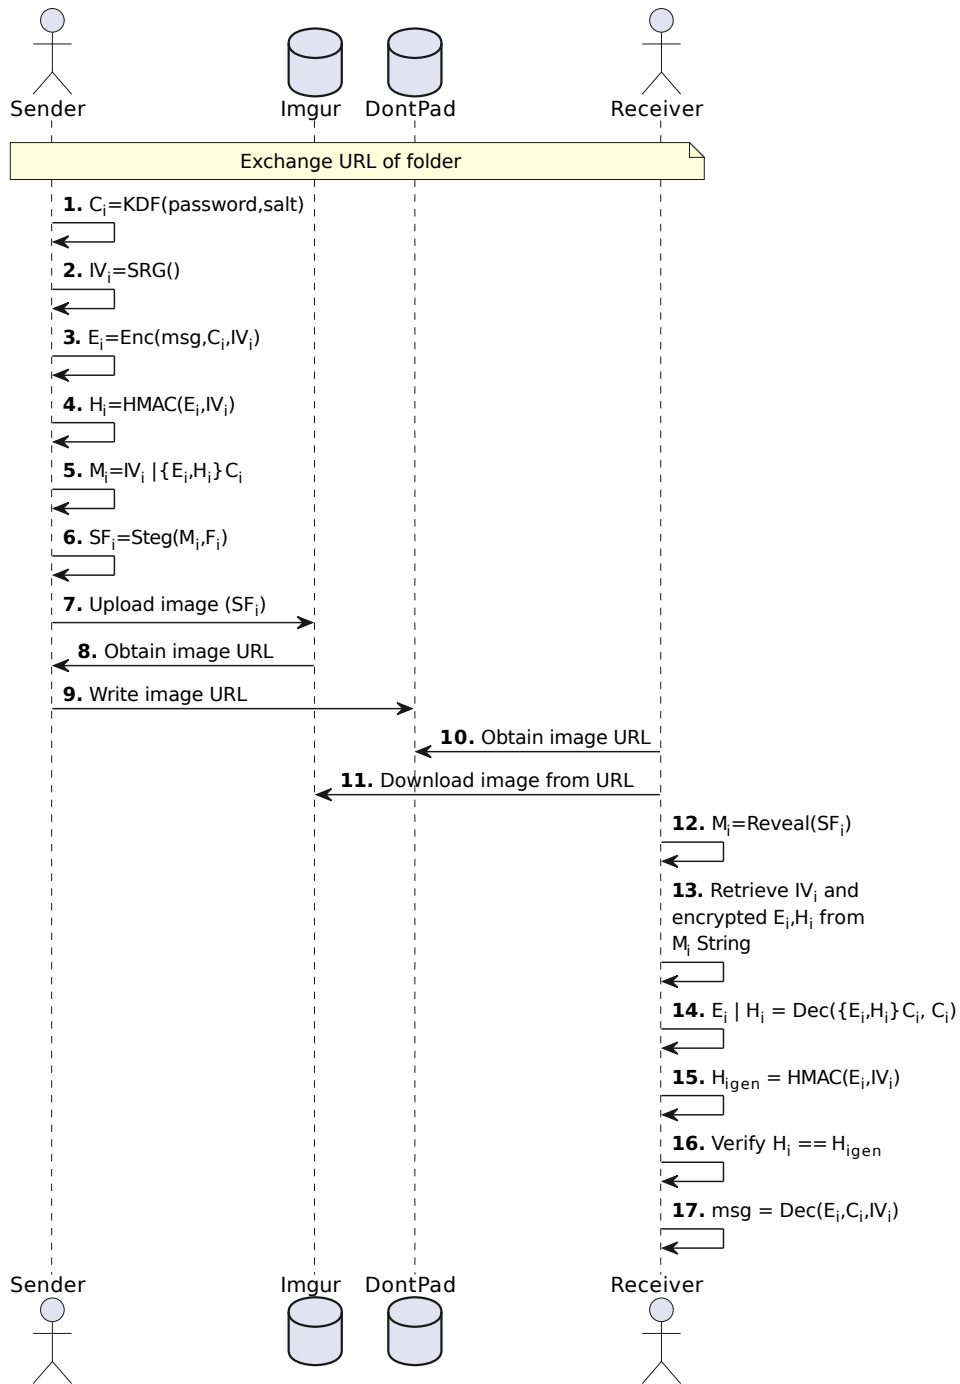 Sender
Imgur
DontPad
Receiver
Exchange URL of folder
1. Cᵢ=KDF(password,salt)
2. IVᵢ=SRG()
3. Eᵢ=Enc(msg,Cᵢ,IVᵢ)
4. Hᵢ=HMAC(Eᵢ,IVᵢ)
5. Mᵢ=IVᵢ |{Eᵢ,Hᵢ}Cᵢ
6. SFᵢ=Steg(Mᵢ,Fᵢ)
7. Upload image (SFᵢ)
8. Obtain image URL
9. Write image URL
10. Obtain image URL
11. Download image from URL
12. Mᵢ=Reveal(SFᵢ)
13. Retrieve IVᵢ and
encrypted Eᵢ,Hᵢ from
Mᵢ String
14. Eᵢ | Hᵢ = Dec({Eᵢ,Hᵢ}Cᵢ, Cᵢ)
15. Higen = HMAC(Eᵢ,IVᵢ)
16. Verify Hᵢ == Higen
17. msg = Dec(Eᵢ,Cᵢ,IVᵢ)
Sender
Imgur
DontPad
Receiver